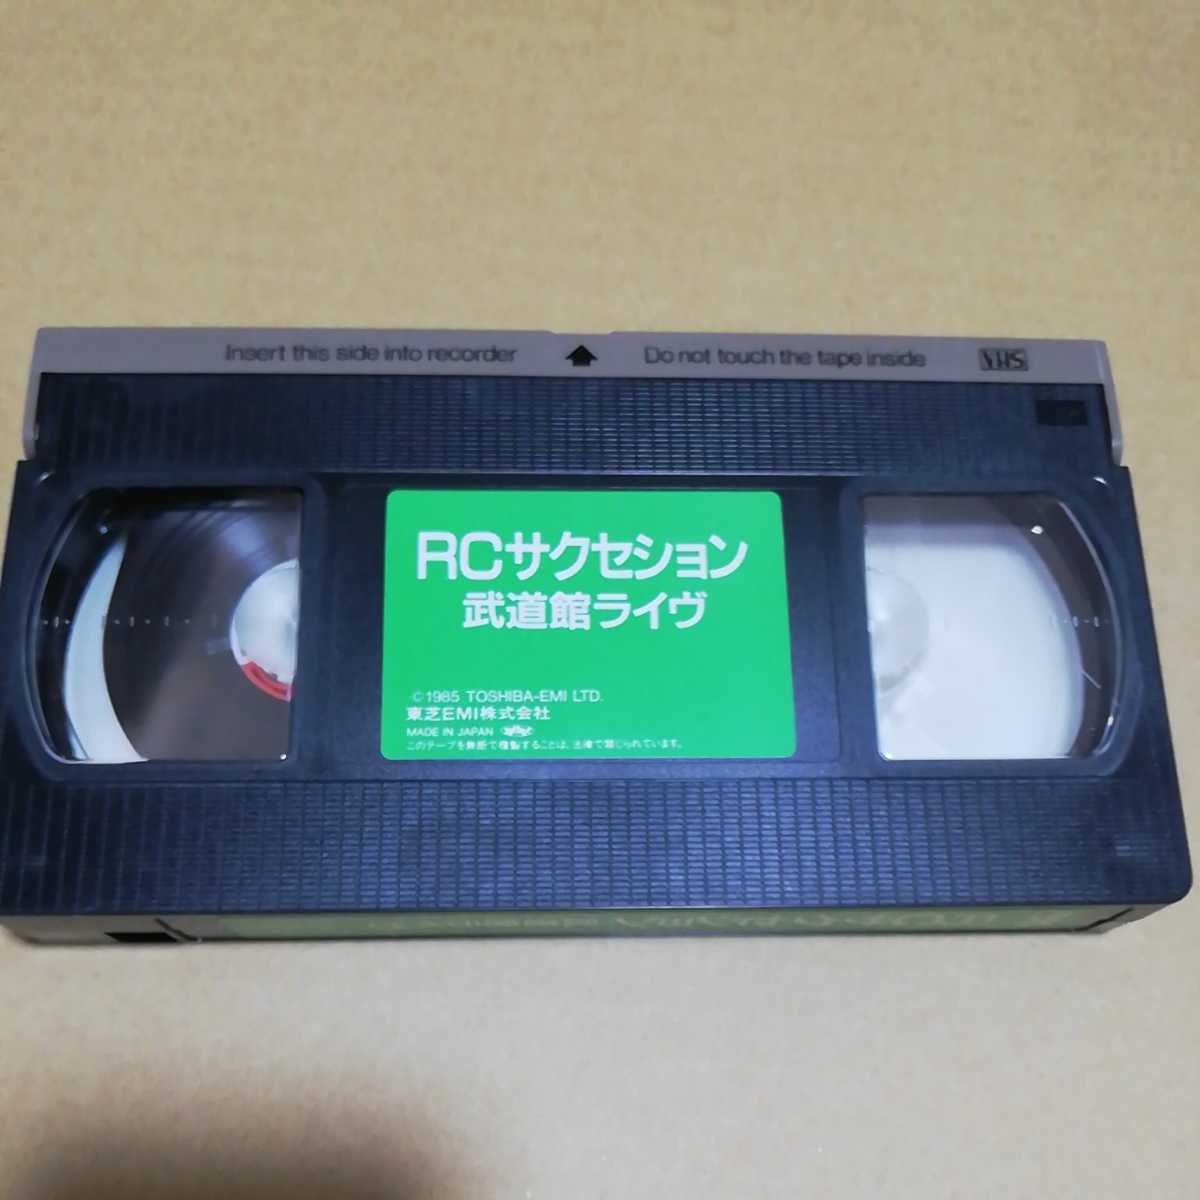 Insert this side into recorder Do not touch the tape inside VHS
RCサクセション
武道館ライヴ
©1985 TOSHIBA-EMI LTD.
東芝EMI株式会社
MADE IN JAPAN
このテープを無断で複製することは、法律で禁じられています。